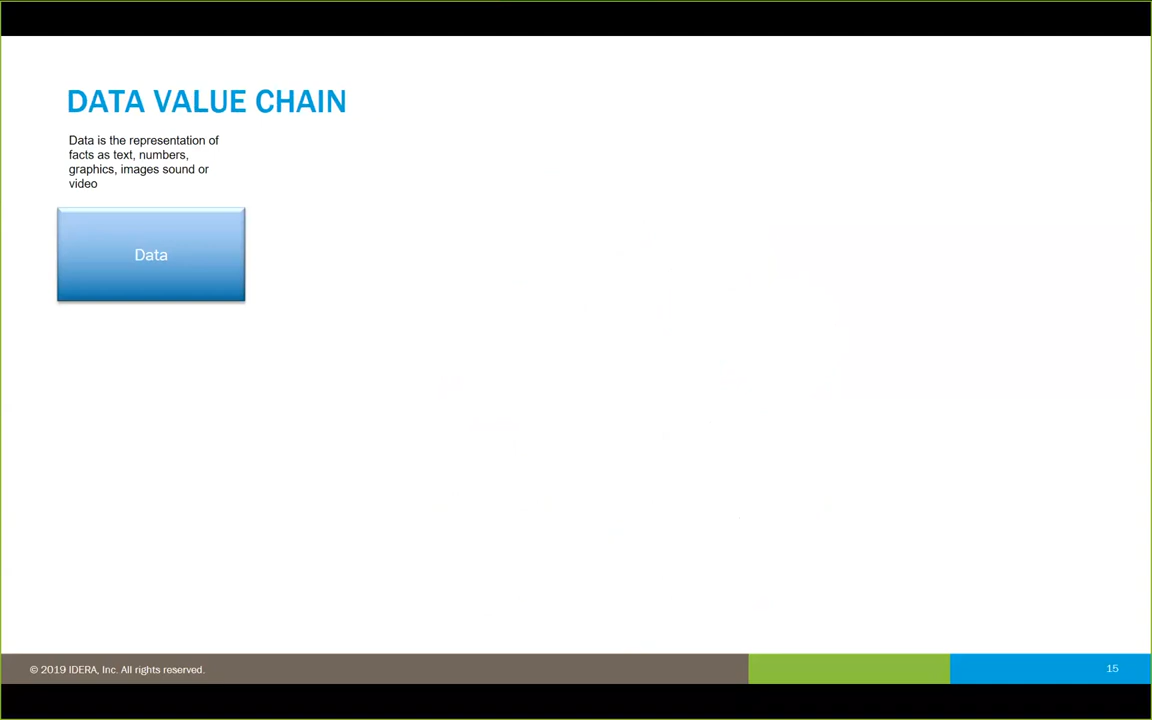 DATA VALUE CHAIN
Data is the representation of
facts as text, numbers,
graphics, images sound or
video
Data
© 2019 IDERA, Inc. All rights reserved.
15